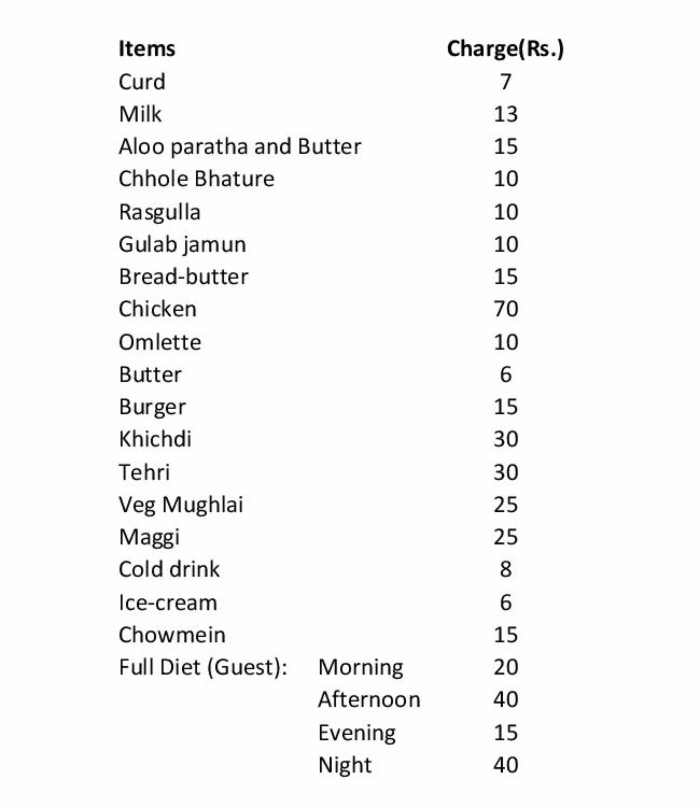 Items Charge(Rs.)
Curd 7
Milk 13
Aloo paratha and Butter 15
Chhole Bhature 10
Rasgulla 10
Gulab jamun 10
Bread-butter 15
Chicken 70
Omlette 10
Butter 6
Burger 15
Khichdi 30
Tehri 30
Veg Mughlai 25
Maggi 25
Cold drink 8
Ice-cream 6
Chowmein 15
Full Diet (Guest): Morning 20
Afternoon 40
Evening 15
Night 40